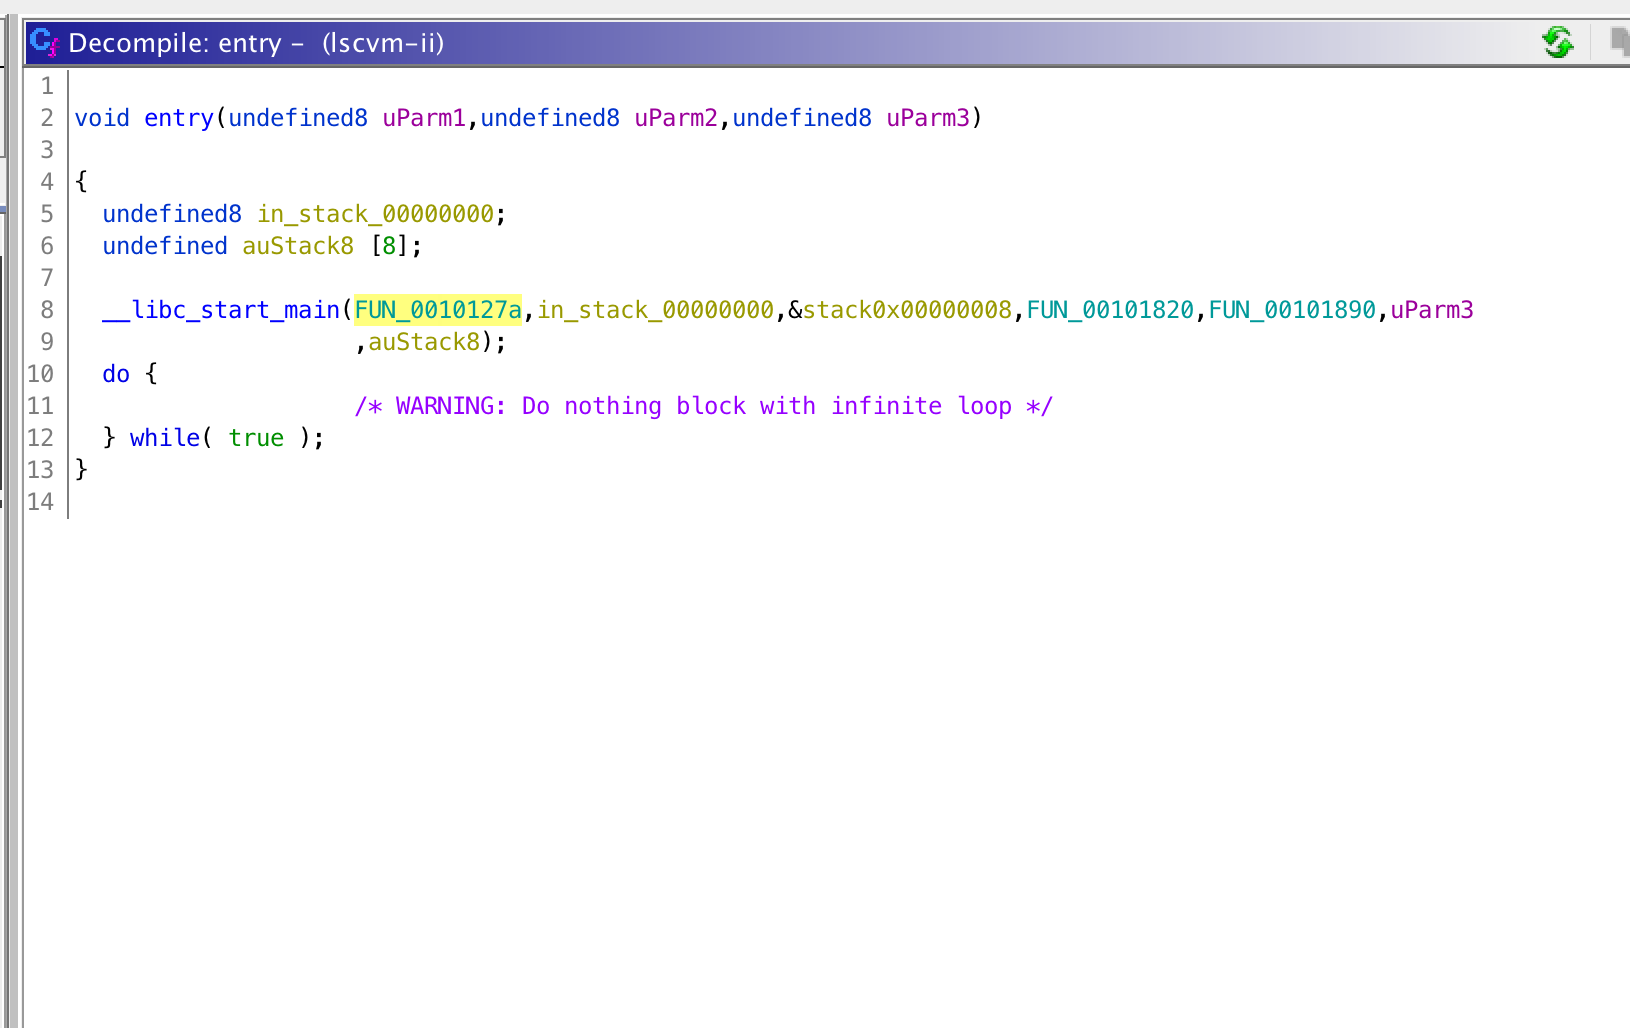 Decompile: entry - (lscvm-ii)
1
2 void entry(undefined8 uParm1,undefined8 uParm2,undefined8 uParm3)
3
4 {
5 undefined8 in_stack_00000000;
6 undefined auStack8 [8];
7
8 __libc_start_main(FUN_0010127a,in_stack_00000000,&stack0x00000008,FUN_00101820,FUN_00101890,uParm3
9 ,auStack8);
10 do {
11 /* WARNING: Do nothing block with infinite loop */
12 } while( true );
13 }
14